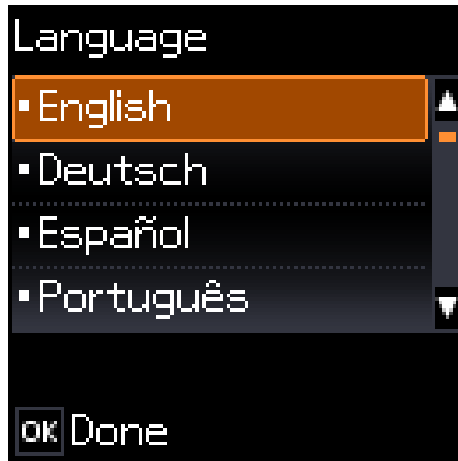 Language
▪English
▪Deutsch
▪Español
▪Português
OK Done